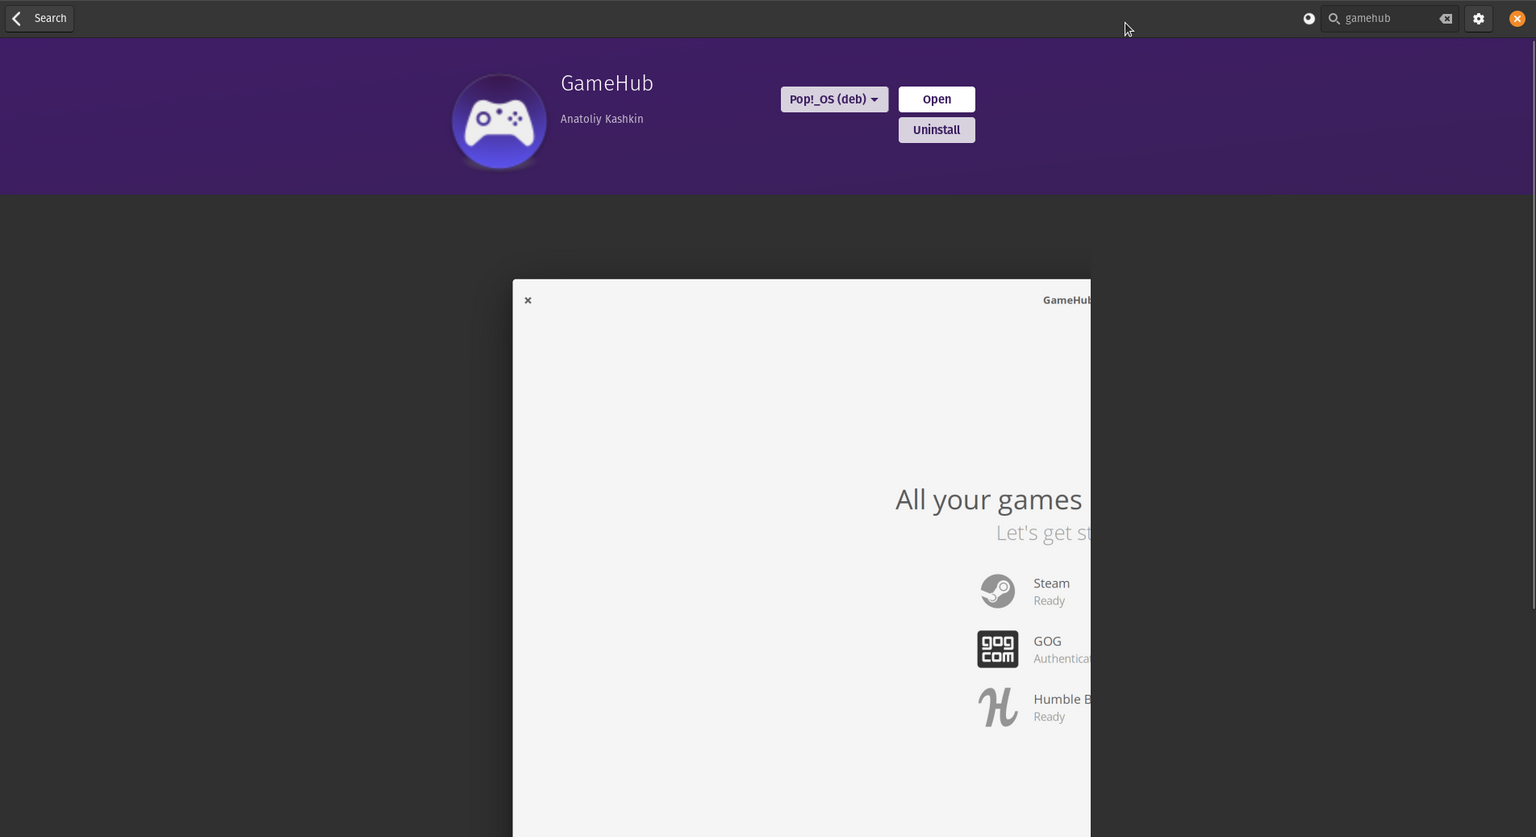 Search
gamehub
GameHub
Anatoliy Kashkin
Pop!_OS (deb)
Open
Uninstall
GameHub
All your games
Let's get st
Steam
Ready
gog
com
GOG
Authentica
Humble B
Ready